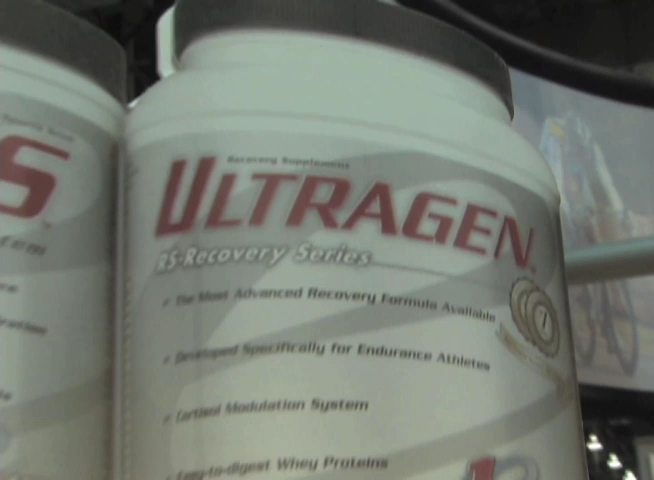 Recovery Supplement
ULTRAGEN
RS-Recovery Series
The Most Advanced Recovery Formula Available
Developed Specifically for Endurance Athletes
Cortisol Modulation System
Easy-to-digest Whey Proteins
S